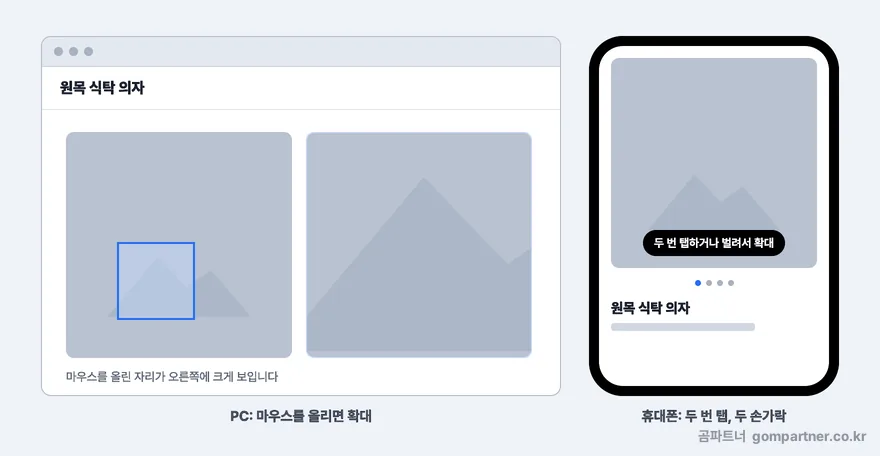 원목 식탁 의자
마우스를 올린 자리가 오른쪽에 크게 보입니다
PC: 마우스를 올리면 확대
두 번 탭하거나 벌려서 확대
원목 식탁 의자
휴대폰: 두 번 탭, 두 손가락
곰파트너 gompartner.co.kr